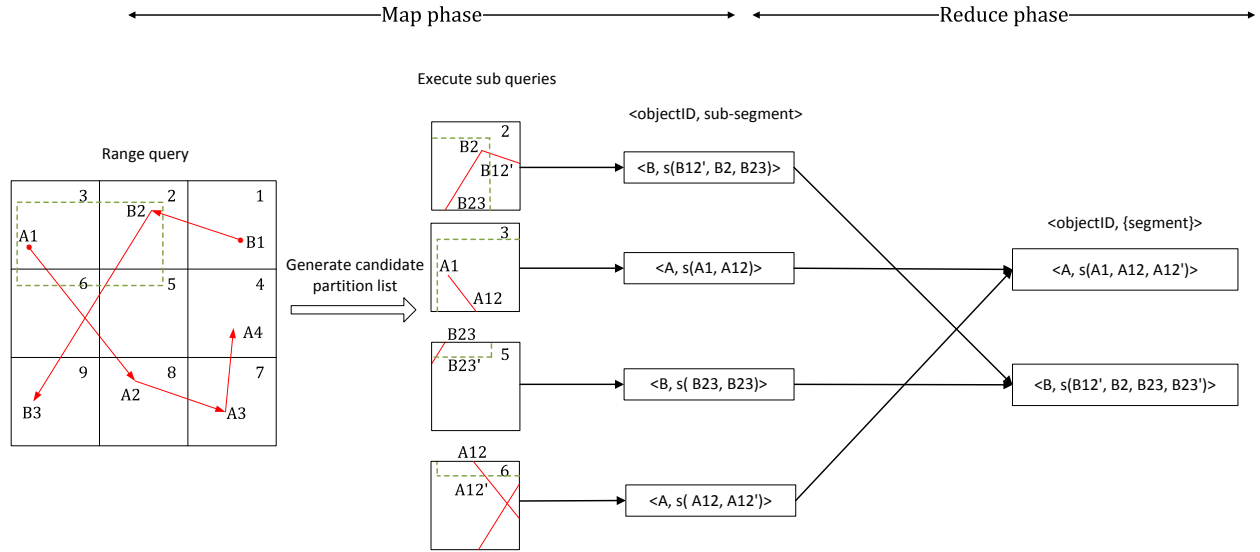 Map phase
Reduce phase
Execute sub queries
<objectID, sub-segment>
Range query
3
2
1
B2
A1
B1
6
5
4
A4
9
8
7
A2
B3
A3
Generate candidate
partition list
2
B2
B12'
B23
3
A1
A12
B23
5
B23'
A12
6
A12'
<B, s(B12', B2, B23)>
<A, s(A1, A12)>
<B, s( B23, B23)>
<A, s( A12, A12')>
<objectID, {segment}>
<A, s(A1, A12, A12')>
<B, s(B12', B2, B23, B23')>